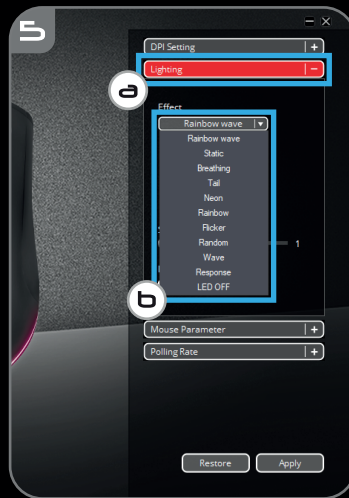 5
DPI Setting
Lighting
a
Effect
Rainbow wave
Rainbow wave
Static
Breathing
Tail
Neon
Rainbow
Flicker
Random
Wave
Response
LED OFF
1
b
Mouse Parameter
Polling Rate
Restore Apply